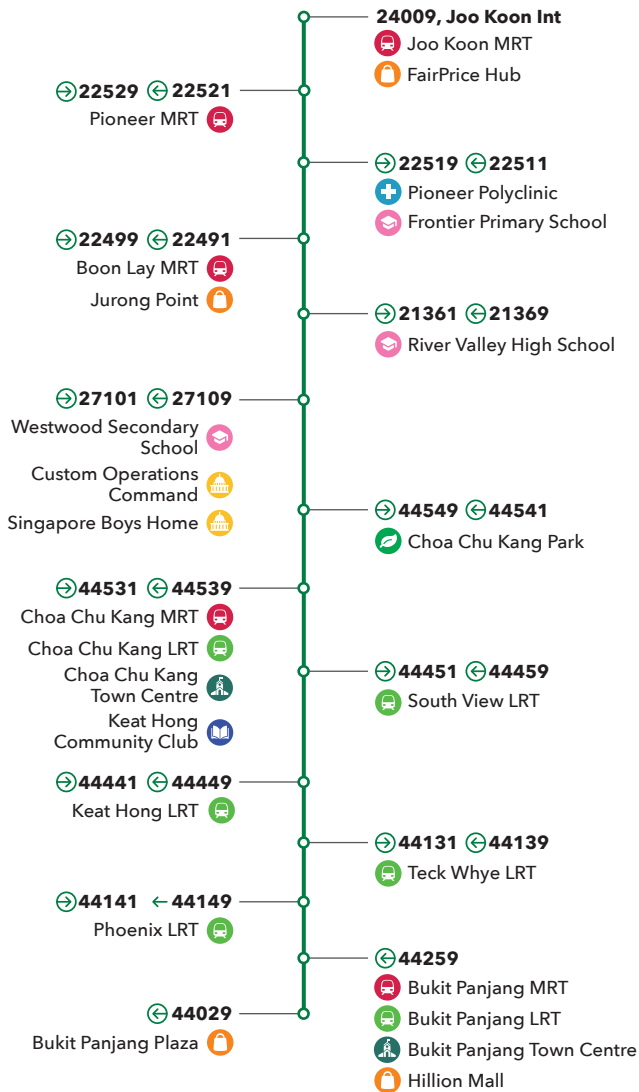 24009, Joo Koon Int
Joo Koon MRT
FairPrice Hub
22529 22521
Pioneer MRT
22519 22511
Pioneer Polyclinic
Frontier Primary School
22499 22491
Boon Lay MRT
Jurong Point
21361 21369
River Valley High School
27101 27109
Westwood Secondary
School
Custom Operations
Command
Singapore Boys Home
44549 44541
Choa Chu Kang Park
44531 44539
Choa Chu Kang MRT
Choa Chu Kang LRT
Choa Chu Kang
Town Centre
Keat Hong
Community Club
44451 44459
South View LRT
44441 44449
Keat Hong LRT
44131 44139
Teck Whye LRT
44141 44149
Phoenix LRT
44259
Bukit Panjang MRT
Bukit Panjang LRT
Bukit Panjang Town Centre
Hillion Mall
44029
Bukit Panjang Plaza